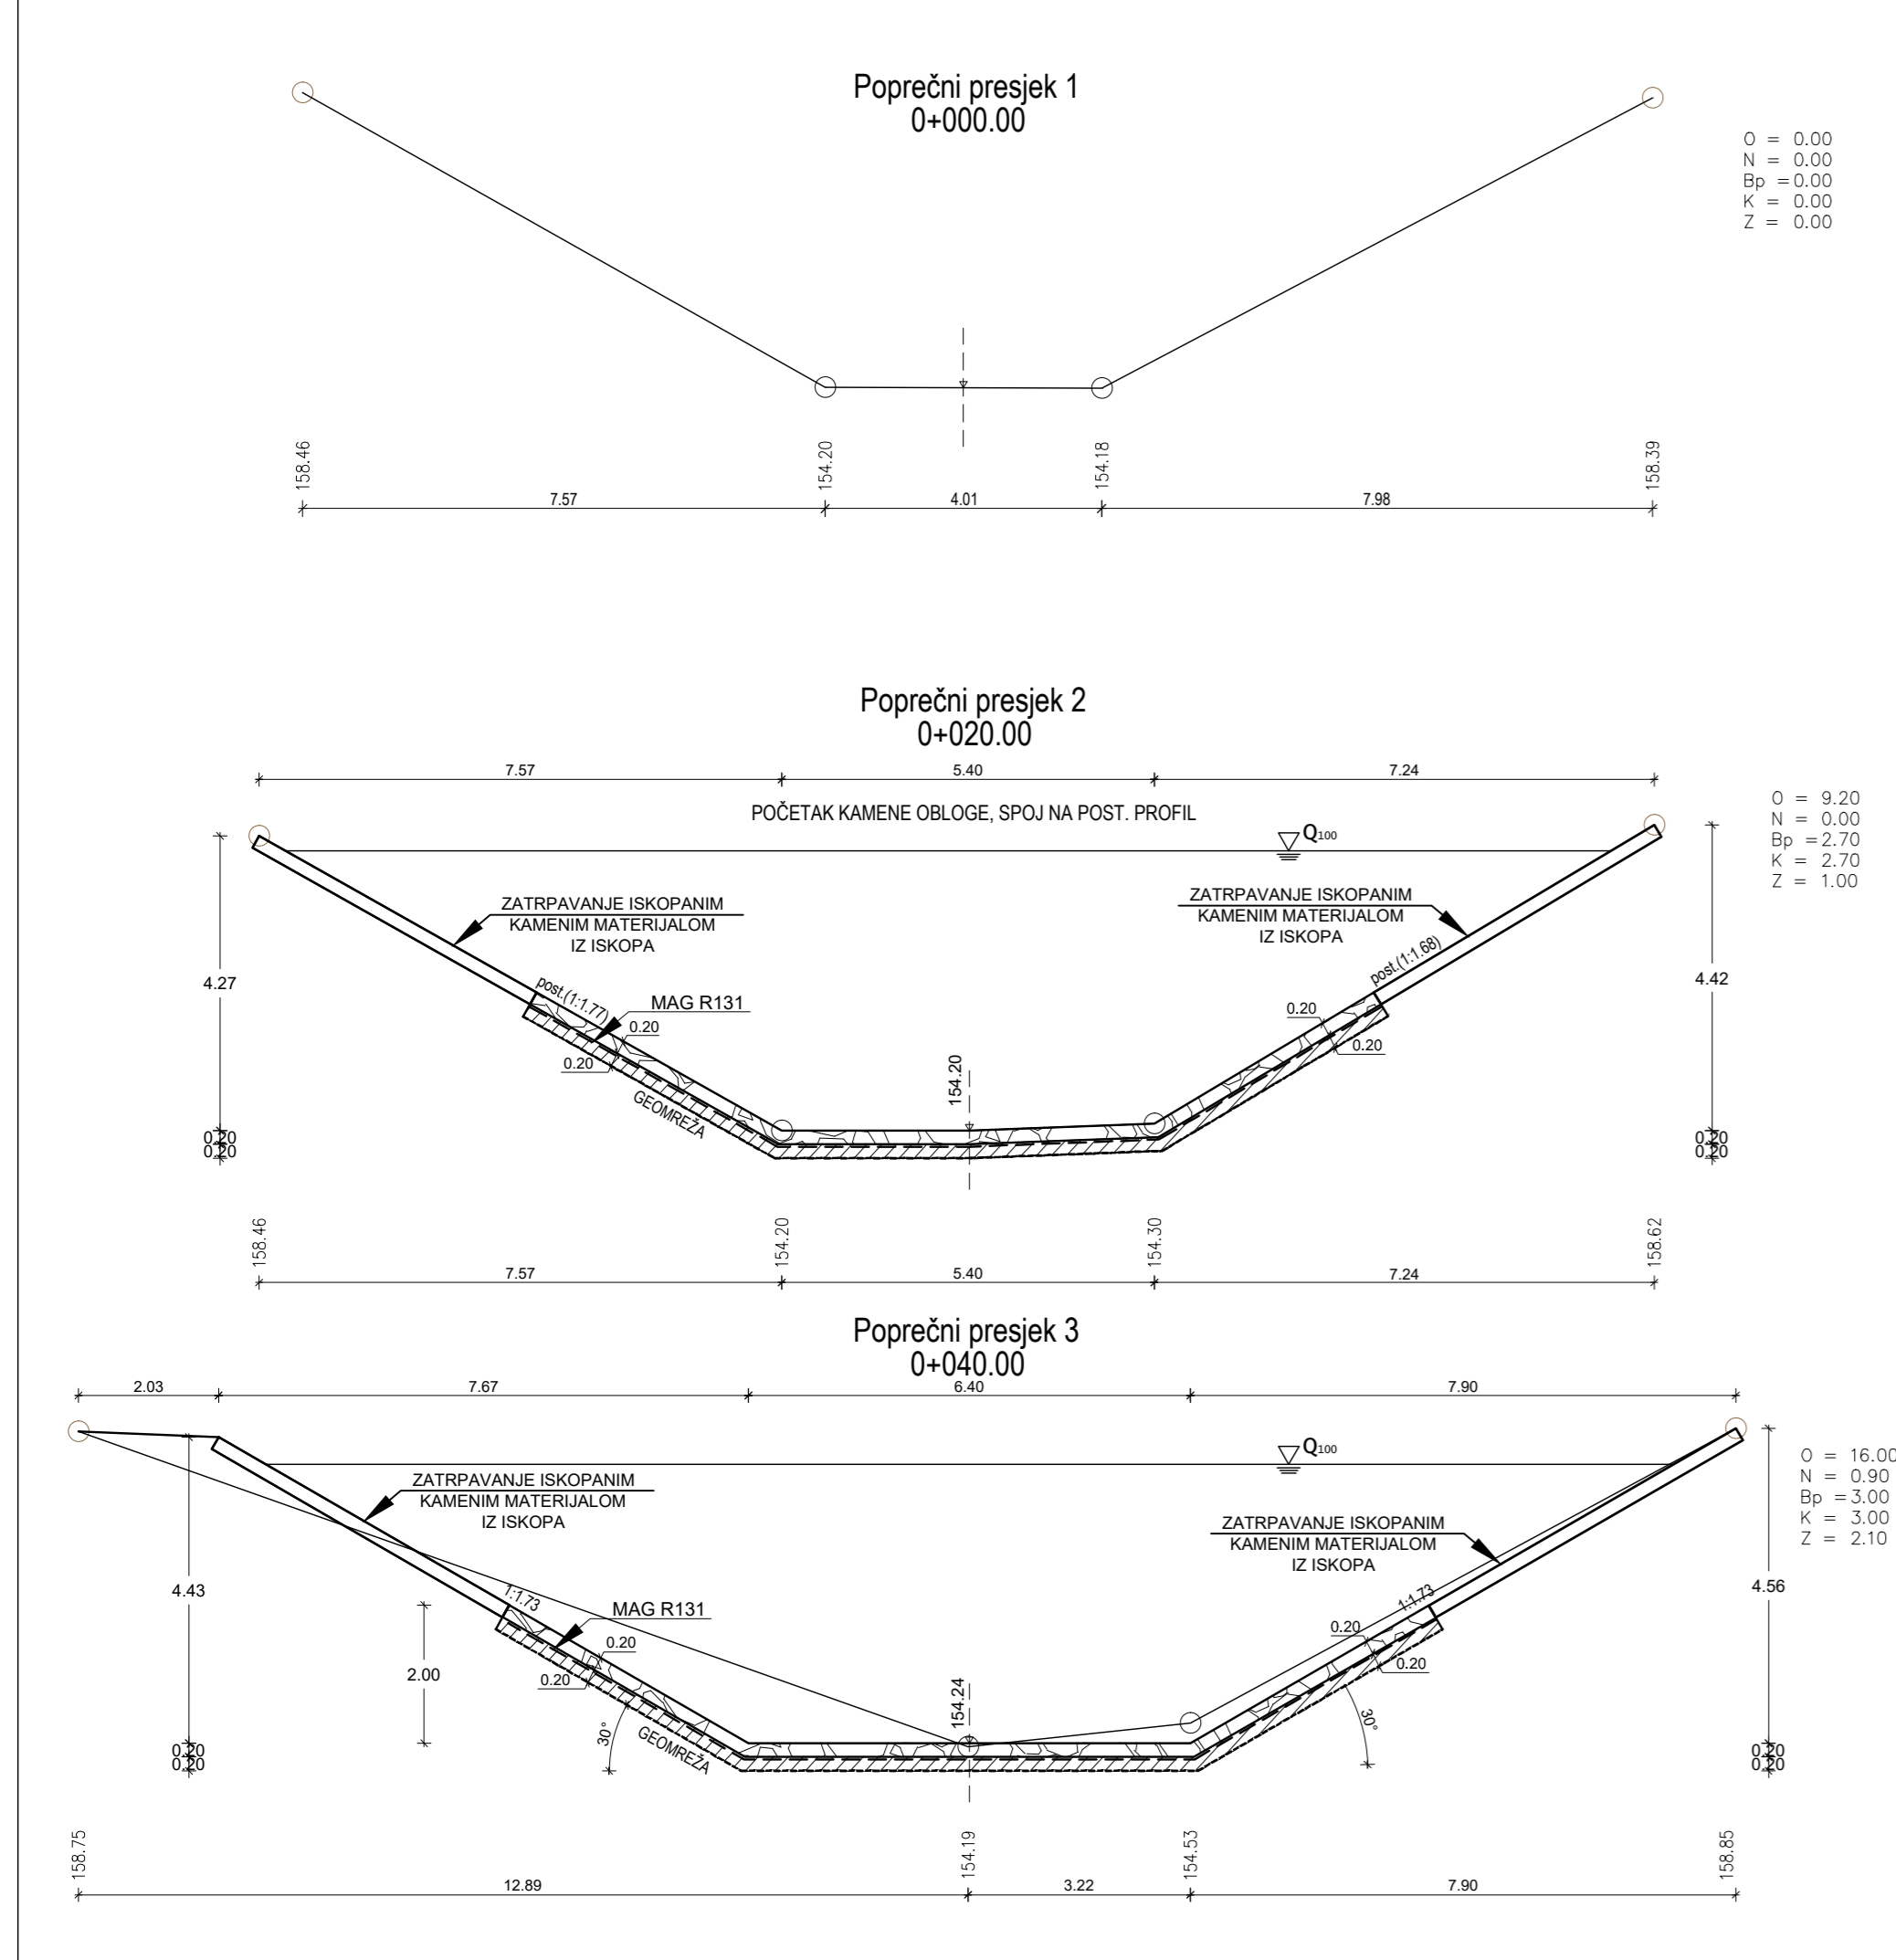 Poprečni presjek 1
0+000.00
O = 0.00
N = 0.00
Bp =0.00
K = 0.00
Z = 0.00
158.46
154.20
154.18
158.39
7.57
4.01
7.98
Poprečni presjek 2
0+020.00
7.57
5.40
7.24
POČETAK KAMENE OBLOGE, SPOJ NA POST. PROFIL
O = 9.20
N = 0.00
Bp =2.70
K = 2.70
Z = 1.00
Q100
ZATRPAVANJE ISKOPANIM
KAMENIM MATERIJALOM
IZ ISKOPA
ZATRPAVANJE ISKOPANIM
KAMENIM MATERIJALOM
IZ ISKOPA
post.(1:1.77)
post.(1:1.68)
4.27
4.42
MAG R131
0.20
0.20
0.20
0.20
GEOMREŽA
154.20
0.20
0.20
0.20
0.20
158.46
154.20
154.30
158.62
7.57
5.40
7.24
Poprečni presjek 3
0+040.00
2.03
7.67
6.40
7.90
Q100
O = 16.00
N = 0.90
Bp =3.00
K = 3.00
Z = 2.10
ZATRPAVANJE ISKOPANIM
KAMENIM MATERIJALOM
IZ ISKOPA
ZATRPAVANJE ISKOPANIM
KAMENIM MATERIJALOM
IZ ISKOPA
4.43
4.56
1:1.73
1:1.73
MAG R131
2.00
0.20
0.20
0.20
0.20
30°
30°
GEOMREŽA
154.24
0.20
0.20
0.20
0.20
158.75
154.19
154.53
158.85
12.89
3.22
7.90